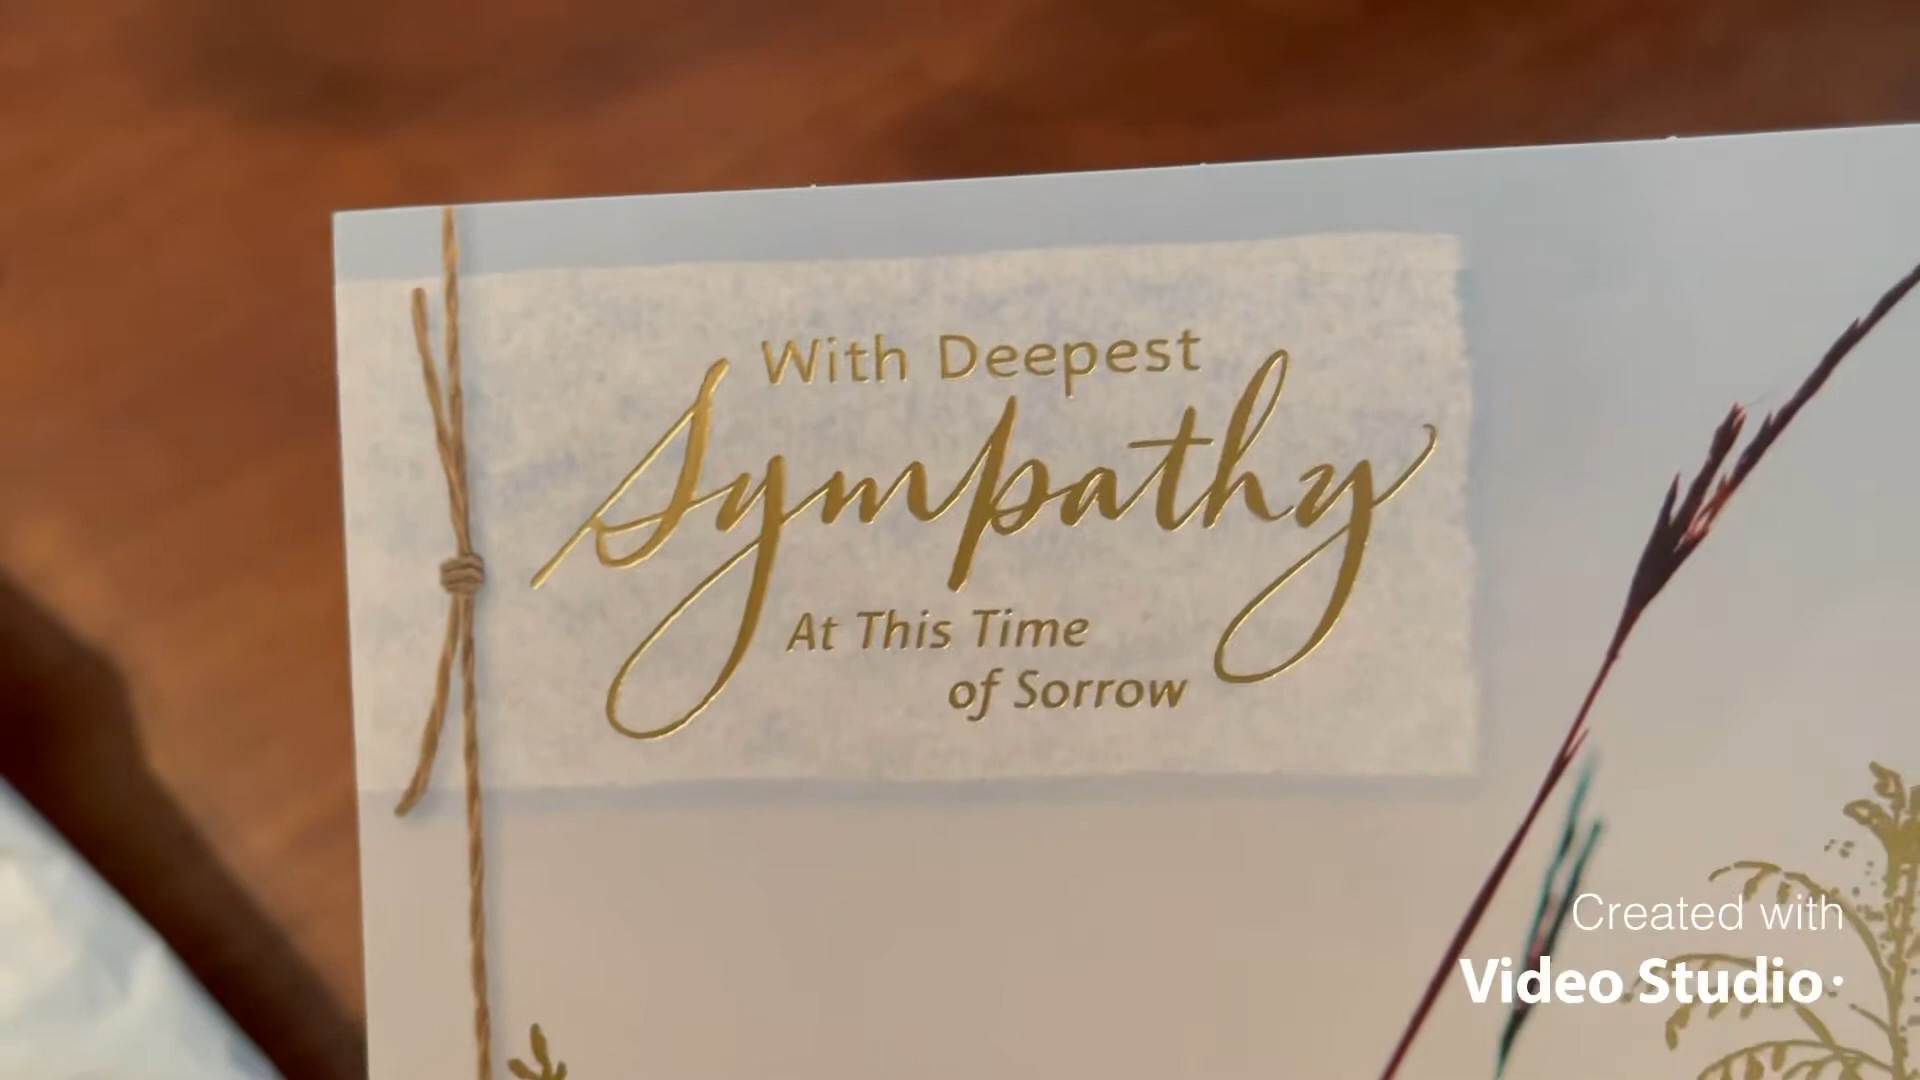 With Deepest
Sympathy
At This Time
of Sorrow
Created with
Video Studio